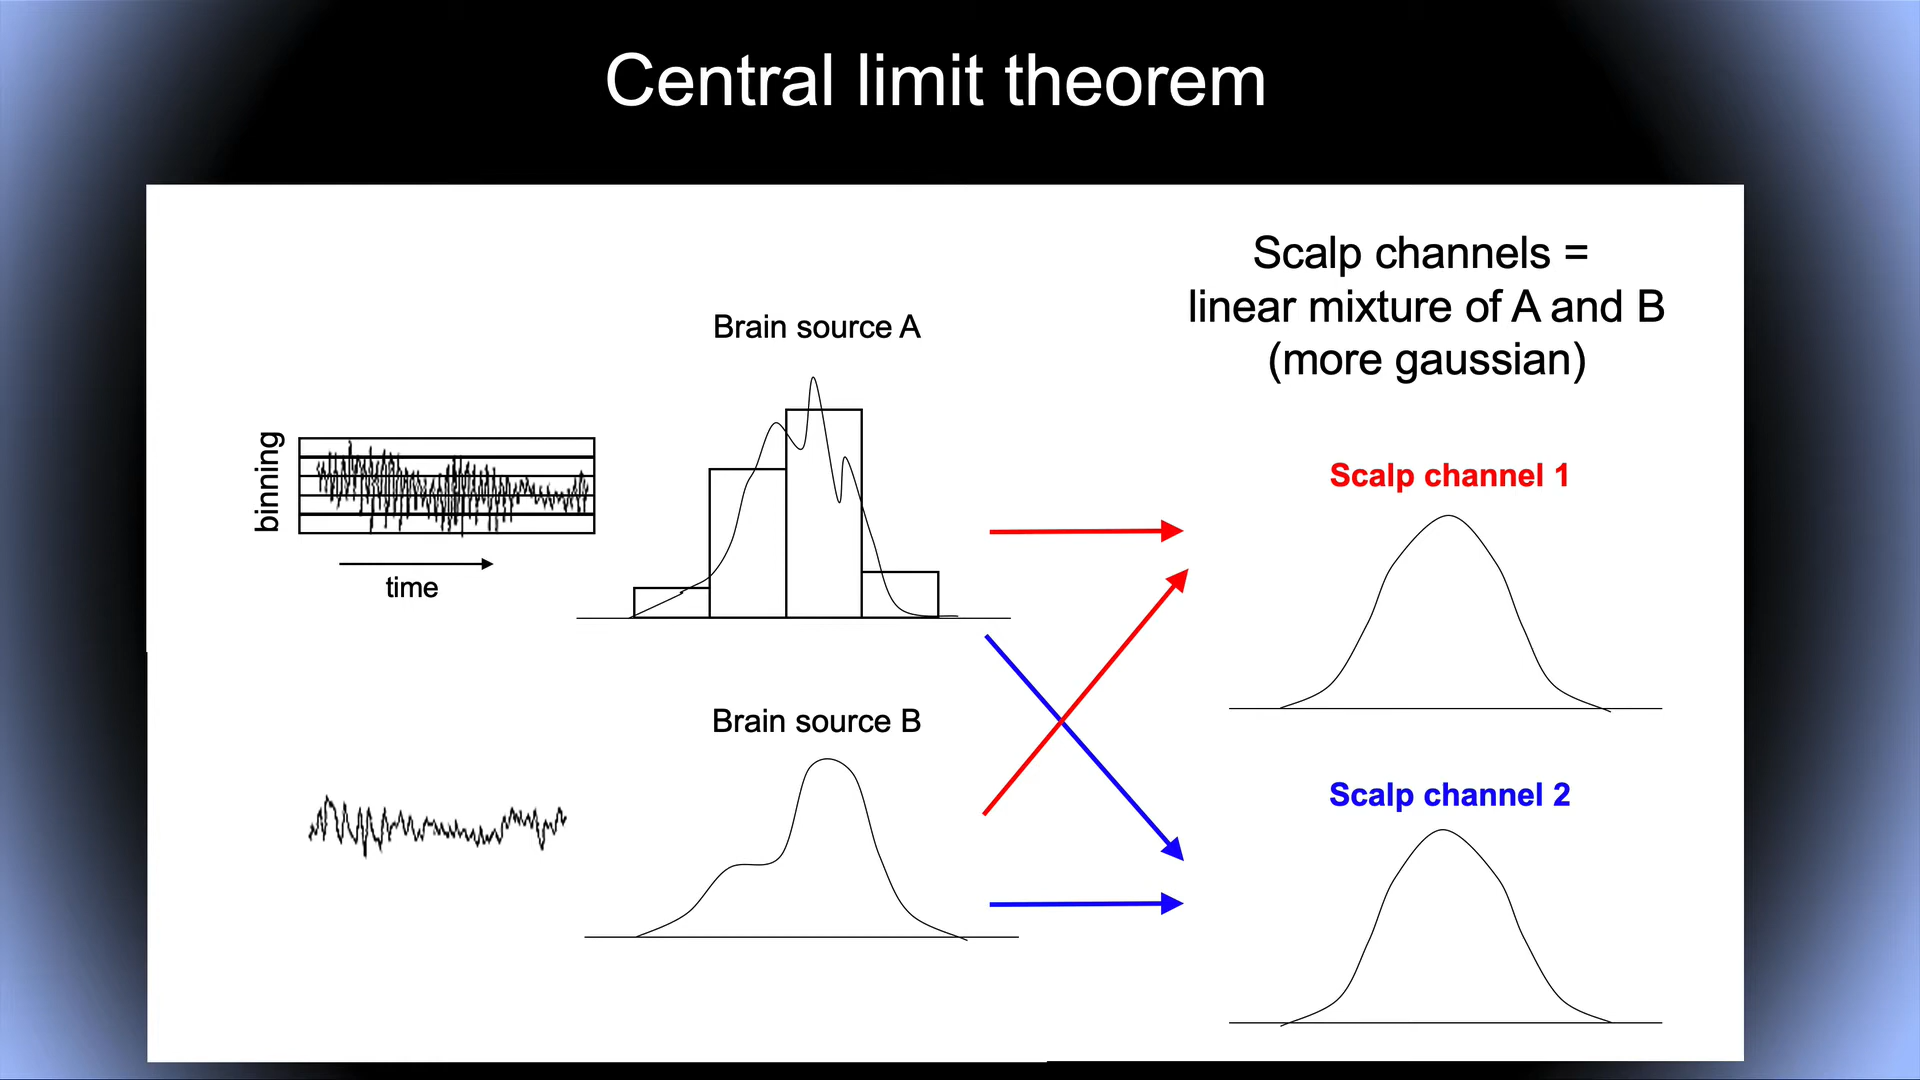 Central limit theorem
Scalp channels =
linear mixture of A and B
(more gaussian)
Brain source A
binning
time
Scalp channel 1
Brain source B
Scalp channel 2